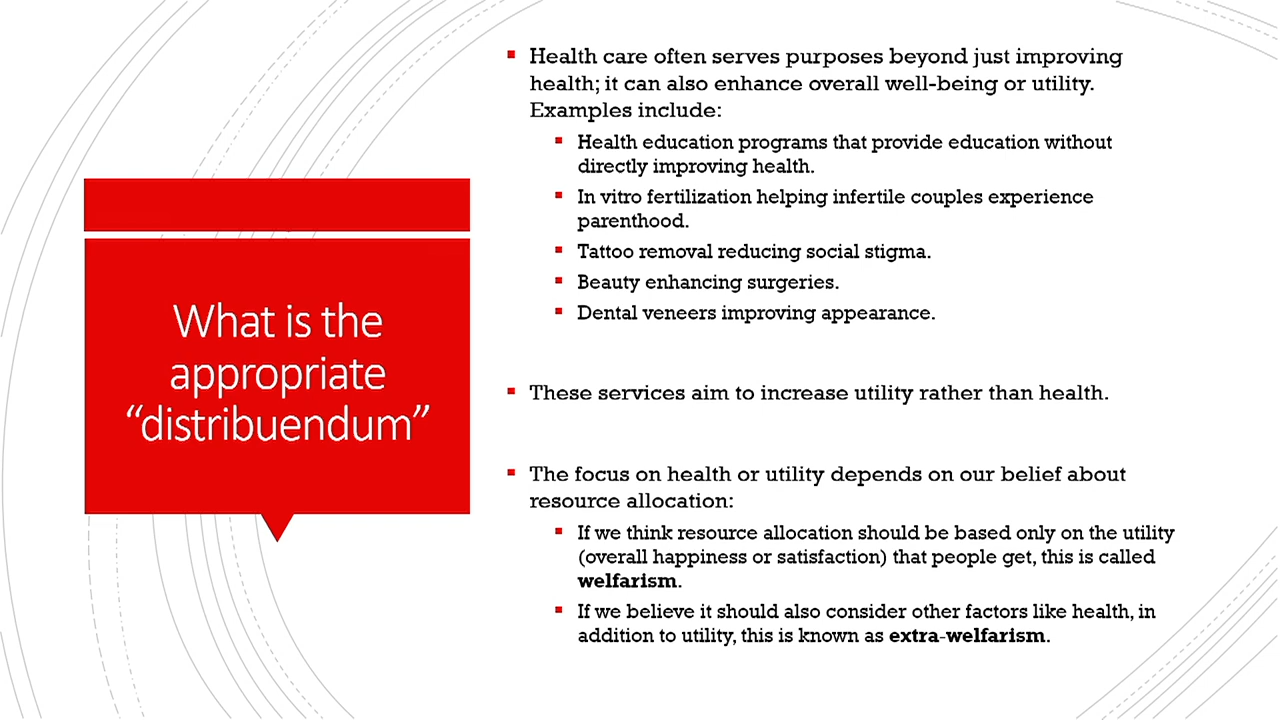 What is the
appropriate
“distribuendum”
Health care often serves purposes beyond just improving
health; it can also enhance overall well-being or utility.
Examples include:
Health education programs that provide education without
directly improving health.
In vitro fertilization helping infertile couples experience
parenthood.
Tattoo removal reducing social stigma.
Beauty enhancing surgeries.
Dental veneers improving appearance.
These services aim to increase utility rather than health.
The focus on health or utility depends on our belief about
resource allocation:
If we think resource allocation should be based only on the utility
(overall happiness or satisfaction) that people get, this is called
welfarism.
If we believe it should also consider other factors like health, in
addition to utility, this is known as extra-welfarism.